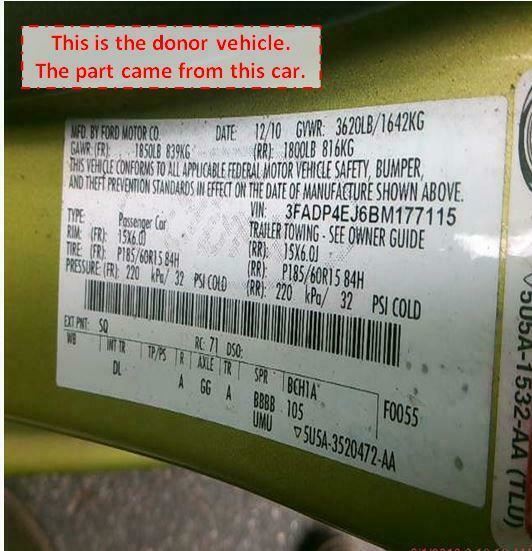 This is the donor vehicle.
The part came from this car.
MFD. BY FORD MOTOR CO. DATE: 12/10 GVWR: 3620LB/1642KG
GAWR (FR): 1850LB 839KG (RR): 1800LB 816KG
THIS VEHICLE CONFORMS TO ALL APPLICABLE FEDERAL MOTOR VEHICLE SAFETY, BUMPER,
AND THEFT PREVENTION STANDARDS IN EFFECT ON THE DATE OF MANUFACTURE SHOWN ABOVE.
VIN: 3FADP4EJ6BM177115
TYPE: Passenger Car TRAILER TOWING - SEE OWNER GUIDE
RIM: (FR): 15X6.0J (RR): 15X6.0J
TIRE: (FR): P185/60R15 84H (RR): P185/60R15 84H
PRESSURE: (FR): 220 kPa/ 32 PSI COLD (RR): 220 kPa/ 32 PSI COLD
EXT PNT: SQ RC: 71 DSO:
WB INT TR TP/PS R AXLE TR SPR BCH1A
DL A GG A BBBB 105 F0055
UMU ▽5U5A-3520472-AA
▽5U5A-1532-AA (TLU)